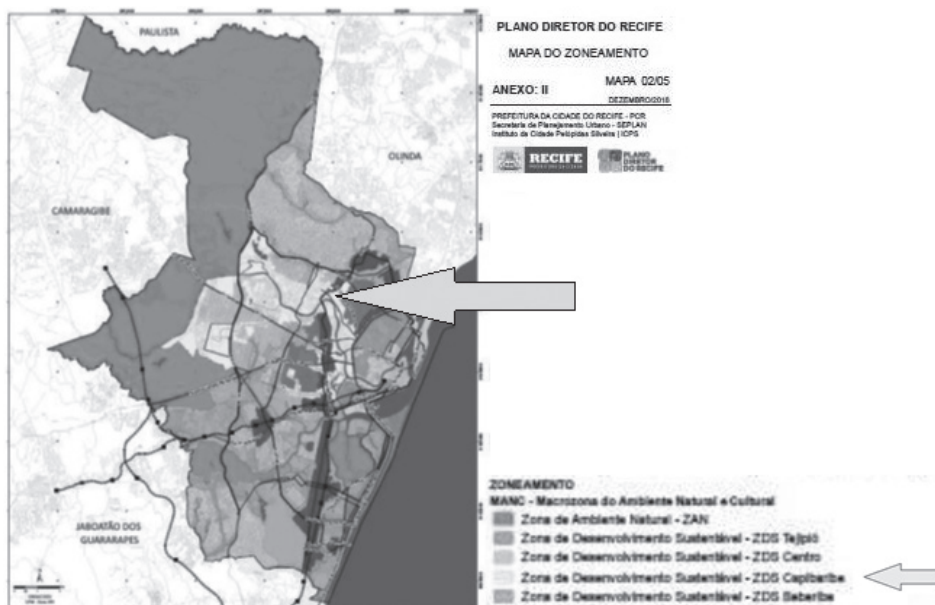 PLANO DIRETOR DO RECIFE
MAPA DO ZONEAMENTO
ANEXO: II
MAPA 02/05
DEZEMBRO/2018
PREFEITURA DA CIDADE DO RECIFE - PCR
Secretaria de Planejamento Urbano - SEPLAN
Instituto da Cidade Pelópidas Silveira | ICPS
RECIFE
PLANO
DIRETOR
DO RECIFE
PAULISTA
OLINDA
CAMARAGIBE
JABOATÃO DOS
GUARARAPES
ZONEAMENTO
MANC - Macrozona do Ambiente Natural e Cultural
Zona de Ambiente Natural - ZAN
Zona de Desenvolvimento Sustentável - ZDS Tejipió
Zona de Desenvolvimento Sustentável - ZDS Centro
Zona de Desenvolvimento Sustentável - ZDS Capibaribe
Zona de Desenvolvimento Sustentável - ZDS Beberibe